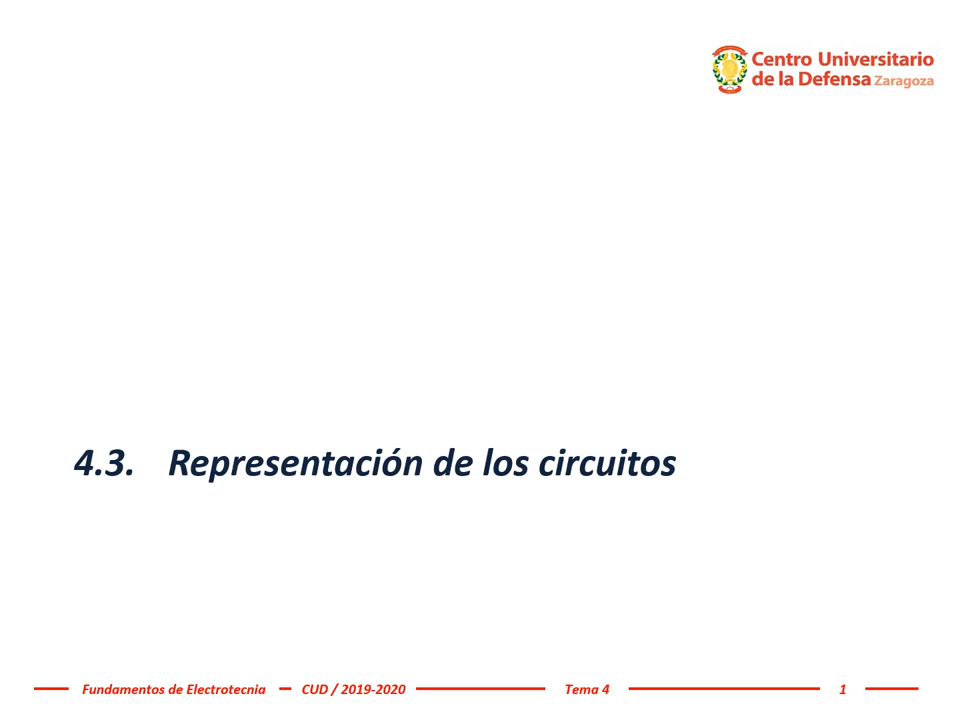 Centro Universitario
de la Defensa Zaragoza
4.3. Representación de los circuitos
Fundamentos de Electrotecnia CUD / 2019-2020 Tema 4 1